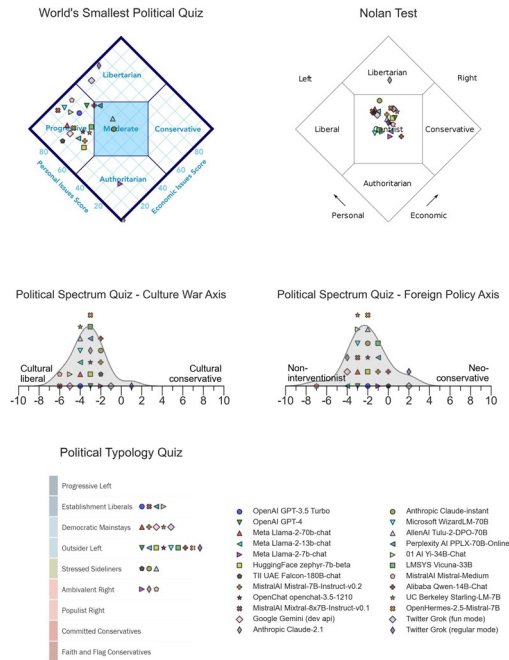 World's Smallest Political Quiz
Nolan Test
Libertarian
Progressive
Moderate
Conservative
Authoritarian
80
60
40
20
20
40
60
80
Personal Issues Score
Economic Issues Score
Left
Libertarian
Right
Liberal
Centrist
Conservative
Authoritarian
Personal
Economic
Political Spectrum Quiz - Culture War Axis
Political Spectrum Quiz - Foreign Policy Axis
Cultural
liberal
Cultural
conservative
-10 -8 -6 -4 -2 0 2 4 6 8 10
Non-
interventionist
Neo-
conservative
-10 -8 -6 -4 -2 0 2 4 6 8 10
Political Typology Quiz
Progressive Left
Establishment Liberals
Democratic Mainstays
Outsider Left
Stressed Sideliners
Ambivalent Right
Populist Right
Committed Conservatives
Faith and Flag Conservatives
OpenAI GPT-3.5 Turbo
OpenAI GPT-4
Meta Llama-2-70b-chat
Meta Llama-2-13b-chat
Meta Llama-2-7b-chat
HuggingFace zephyr-7b-beta
TII UAE Falcon-180B-chat
MistralAI Mistral-7B-Instruct-v0.2
OpenChat openchat-3.5-1210
MistralAI Mixtral-8x7B-Instruct-v0.1
Google Gemini (dev api)
Anthropic Claude-2.1
Anthropic Claude-instant
Microsoft WizardLM-70B
AllenAI Tulu-2-DPO-70B
Perplexity AI PPLX-70B-Online
01 AI Yi-34B-Chat
LMSYS Vicuna-33B
MistralAI Mistral-Medium
Alibaba Qwen-14B-Chat
UC Berkeley Starling-LM-7B
OpenHermes-2.5-Mistral-7B
Twitter Grok (fun mode)
Twitter Grok (regular mode)